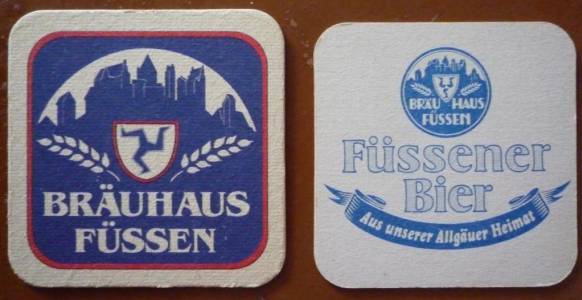 BRÄUHAUS
FÜSSEN
BRÄU HAUS
FÜSSEN
Füssener
Bier
Aus unserer Allgäuer Heimat